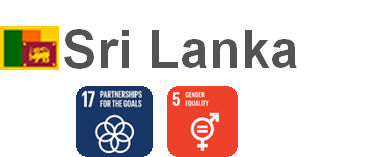 Sri Lanka
17 PARTNERSHIPS
FOR THE GOALS
5 GENDER
EQUALITY